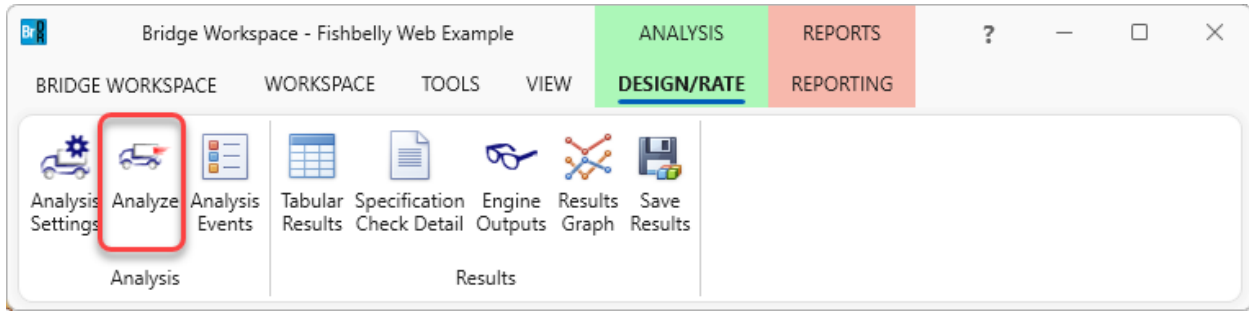 Br DR Bridge Workspace - Fishbelly Web Example ANALYSIS REPORTS ?
BRIDGE WORKSPACE WORKSPACE TOOLS VIEW DESIGN/RATE REPORTING
Analysis Analyze Analysis Tabular Specification Engine Results Save
Settings Events Results Check Detail Outputs Graph Results
Analysis Results